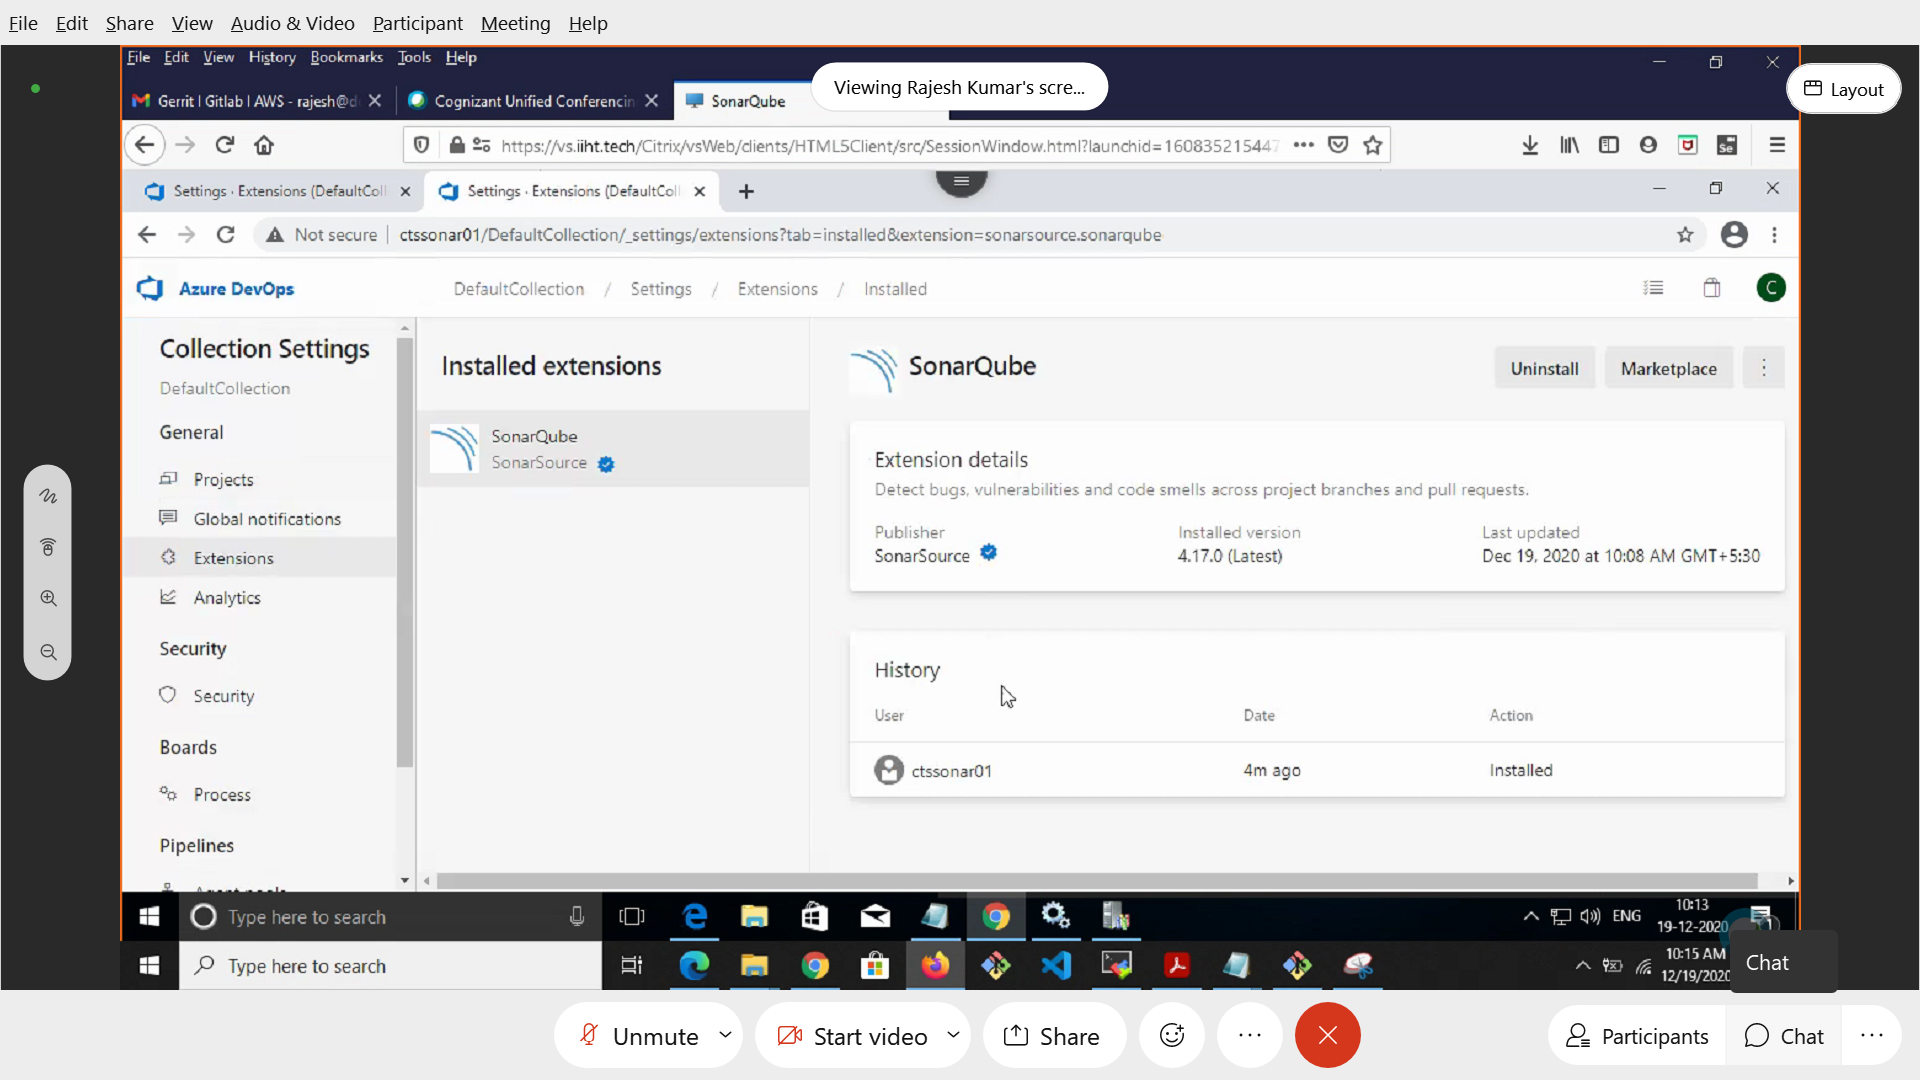 File Edit Share View Audio & Video Participant Meeting Help
File Edit View History Bookmarks Tools Help
Viewing Rajesh Kumar's scre...
Layout
Gerrit | Gitlab | AWS - rajesh@d
Cognizant Unified Conferencin
SonarQube
https://vs.iiht.tech/Citrix/vsWeb/clients/HTML5Client/src/SessionWindow.html?launchid=160835215447
Settings · Extensions (DefaultColl
Settings · Extensions (DefaultColl
Not secure
ctssonar01/DefaultCollection/_settings/extensions?tab=installed&extension=sonarsource.sonarqube
Azure DevOps
DefaultCollection / Settings / Extensions / Installed
C
Collection Settings
DefaultCollection
General
Projects
Global notifications
Extensions
Analytics
Security
Security
Boards
Process
Pipelines
Agent pools
Installed extensions
SonarQube
SonarSource
SonarQube
Uninstall
Marketplace
Extension details
Detect bugs, vulnerabilities and code smells across project branches and pull requests.
Publisher
SonarSource
Installed version
4.17.0 (Latest)
Last updated
Dec 19, 2020 at 10:08 AM GMT+5:30
History
User Date Action
ctssonar01 4m ago Installed
Type here to search
ENG
10:13
19-12-2020
1
Type here to search
10:15 AM
12/19/2020
Chat
Unmute
Start video
Share
Participants
Chat